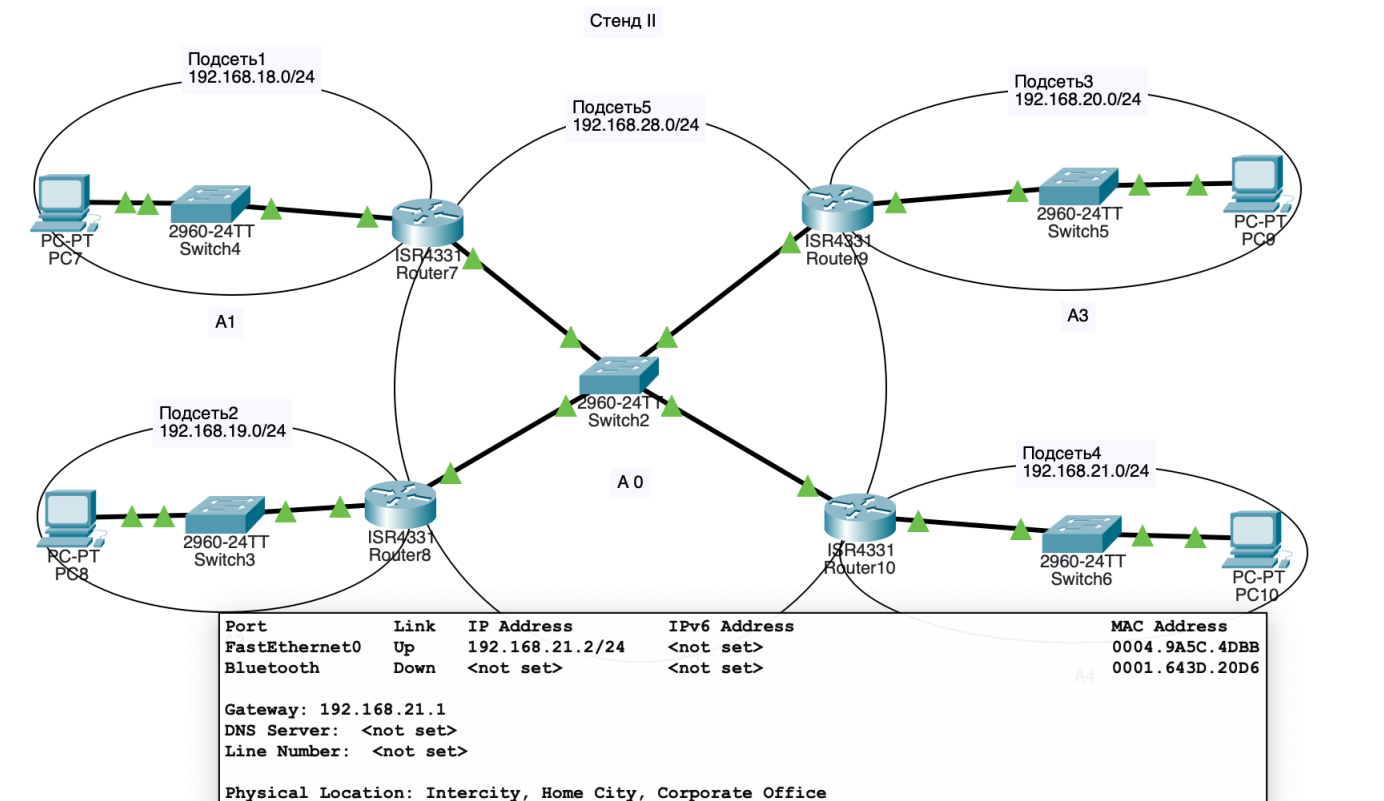 Стенд II
Подсеть1
192.168.18.0/24
Подсеть5
192.168.28.0/24
Подсеть3
192.168.20.0/24
2960-24TT
Switch4
PC-PT
PC7
ISR4331
Router7
ISR4331
Router9
2960-24TT
Switch5
PC-PT
PC9
A1
A3
2960-24TT
Switch2
Подсеть2
192.168.19.0/24
A 0
Подсеть4
192.168.21.0/24
PC-PT
PC8
2960-24TT
Switch3
ISR4331
Router8
ISR4331
Router10
2960-24TT
Switch6
PC-PT
PC10
Port Link IP Address IPv6 Address MAC Address
FastEthernet0 Up 192.168.21.2/24 <not set> 0004.9A5C.4DBB
Bluetooth Down <not set> <not set> 0001.643D.20D6
A4
Gateway: 192.168.21.1
DNS Server: <not set>
Line Number: <not set>
Physical Location: Intercity, Home City, Corporate Office